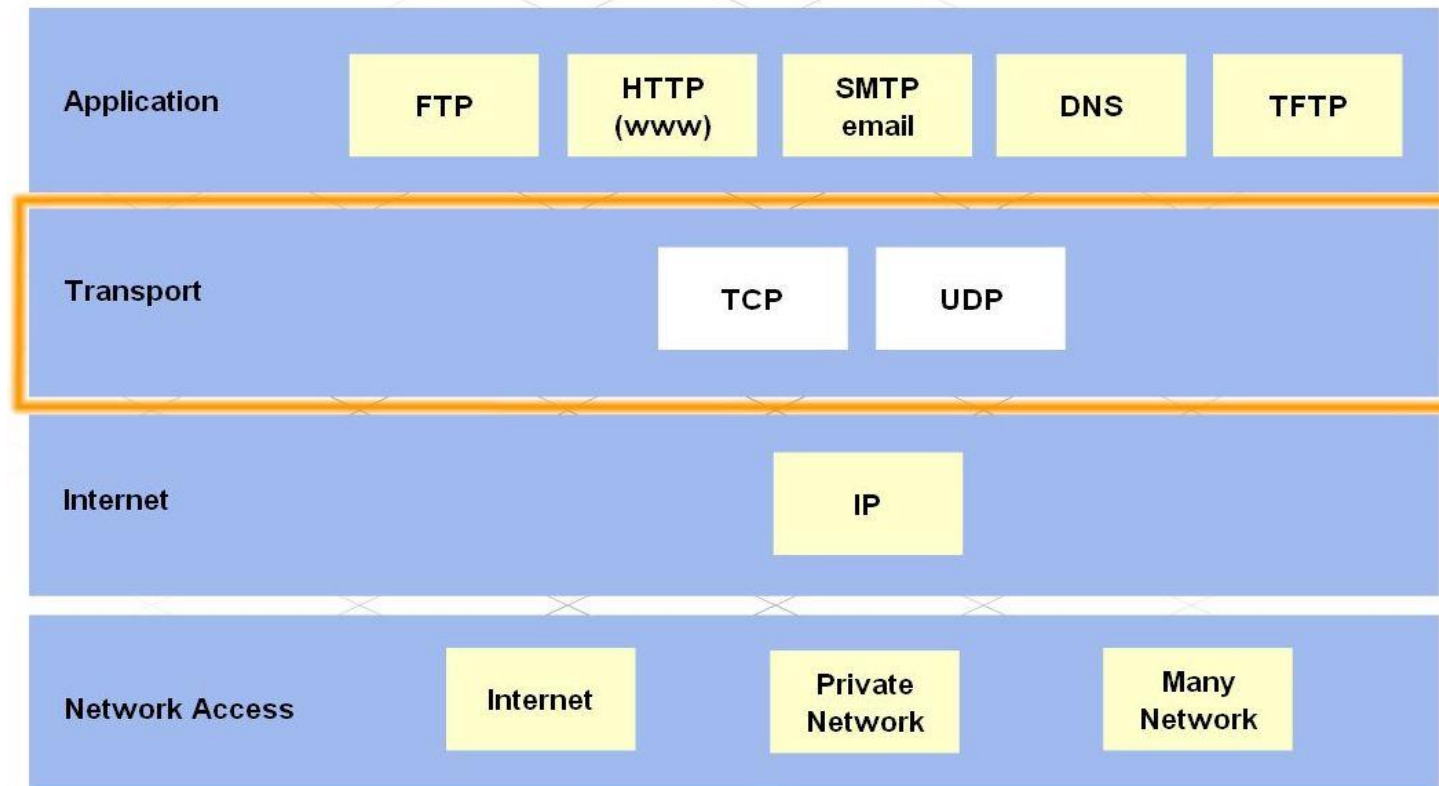 Application
FTP
HTTP
(www)
SMTP
email
DNS
TFTP
Transport
TCP
UDP
Internet
IP
Network Access
Internet
Private
Network
Many
Network